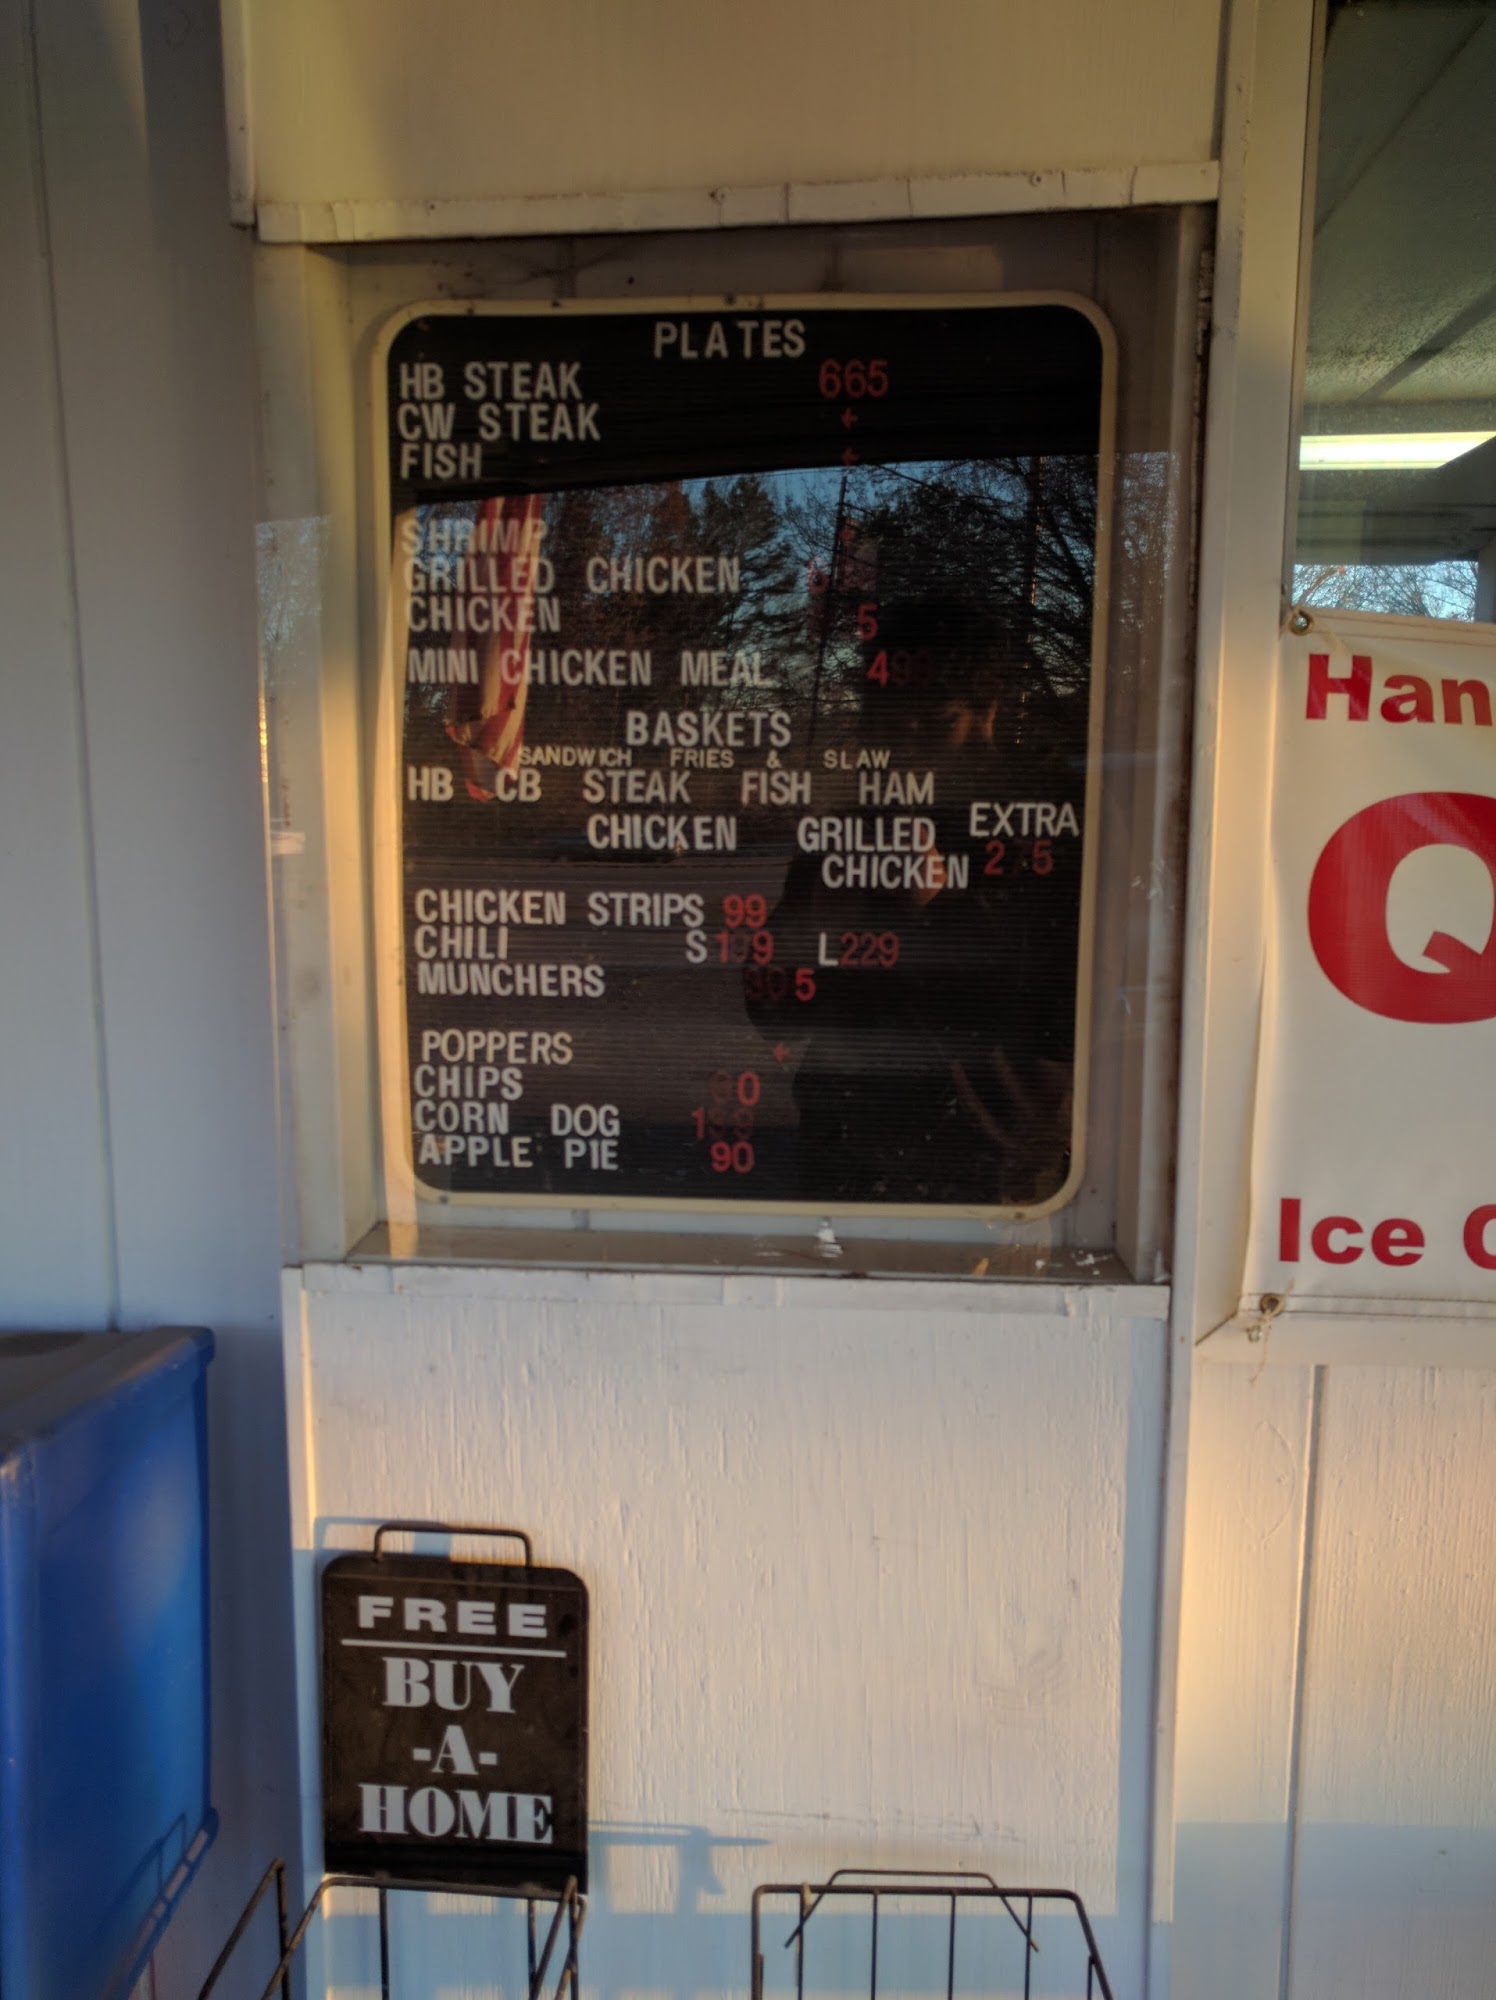 PLATES
HB STEAK 665
CW STEAK
FISH
SHRIMP
GRILLED CHICKEN
CHICKEN
MINI CHICKEN MEAL
BASKETS
SANDWICH FRIES & SLAW
HB CB STEAK FISH HAM
CHICKEN GRILLED CHICKEN
EXTRA
CHICKEN STRIPS 99
CHILI S L 229
MUNCHERS
POPPERS
CHIPS
CORN DOG
APPLE PIE 90
Han
Q
Ice
FREE
BUY
-A-
HOME